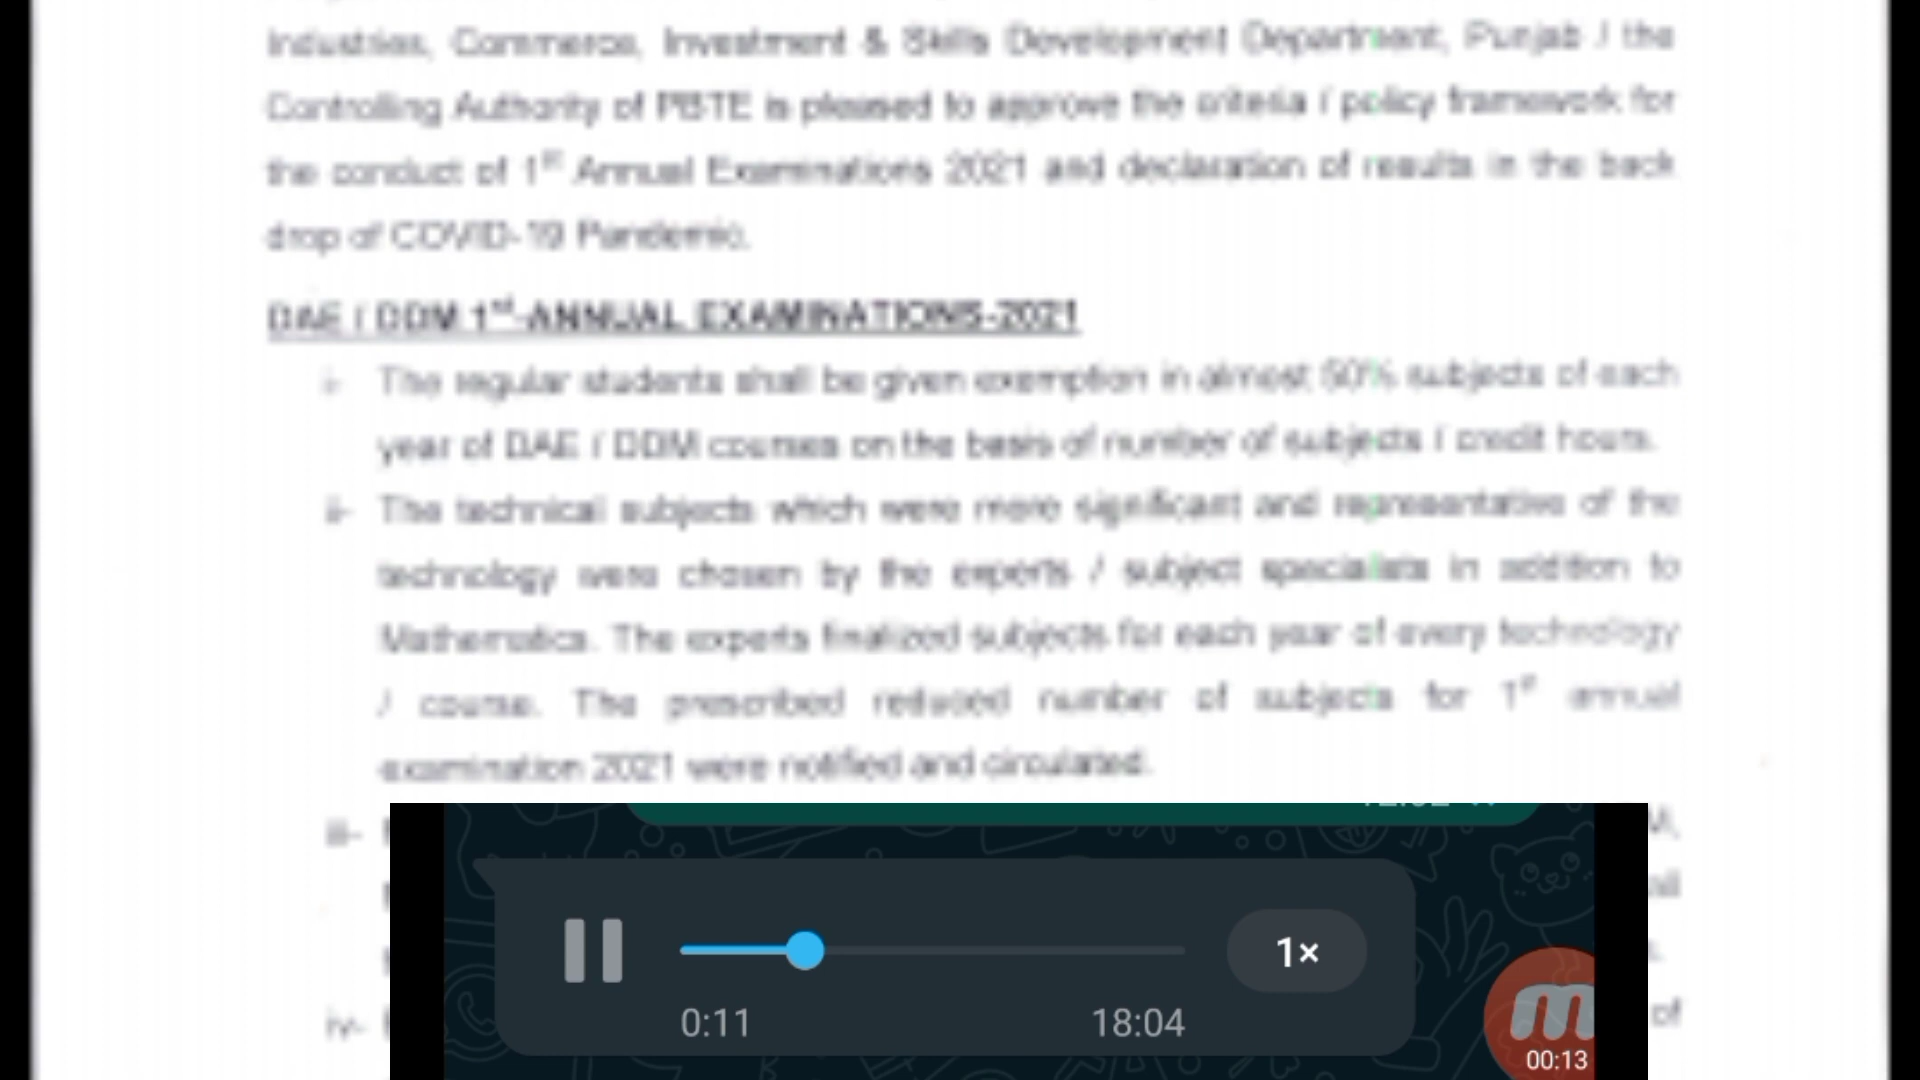 Industries, Commerce, Investment & Skills Development Department, Punjab / the
Controlling Authority of PBTE is pleased to approve the criteria / policy framework for
the conduct of 1st Annual Examinations 2021 and declaration of results in the back
drop of COVID-19 Pandemic.
DAE / DDM 1st-ANNUAL EXAMINATIONS-2021
i- The regular students shall be given exemption in almost 50% subjects of each
year of DAE / DDM courses on the basis of number of subjects / credit hours.
ii- The technical subjects which were more significant and representative of the
technology were chosen by the experts / subject specialists in addition to
Mathematics. The experts finalized subjects for each year of every technology
/ course. The prescribed reduced number of subjects for 1st annual
examination 2021 were notified and circulated.
iii-
iv- of
1×
0:11 18:04
00:13